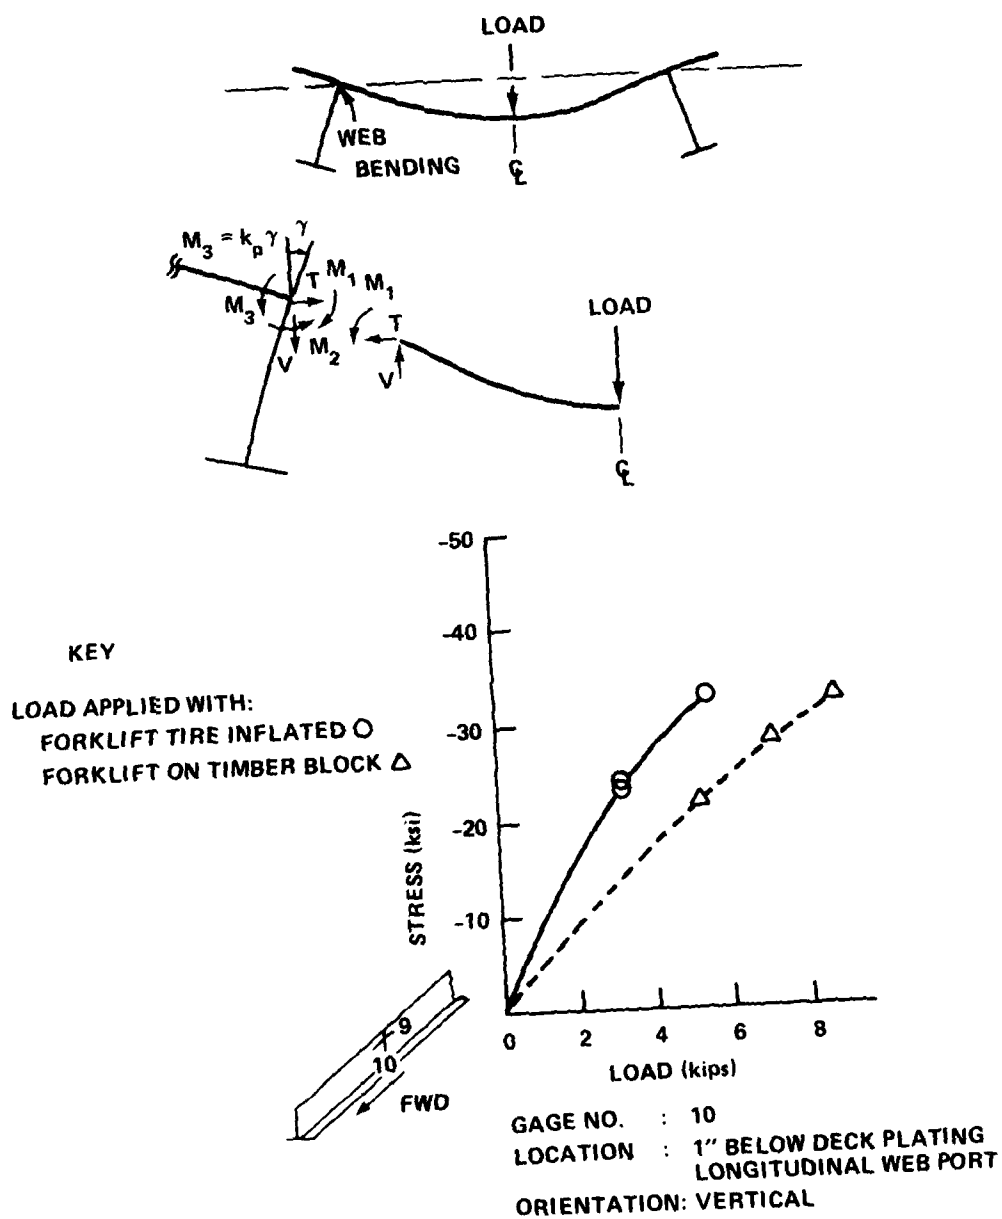 LOAD
WEB
BENDING
℄
M₃ = kₚ γ
γ
T
M₁
M₁
M₃
M₂
V
T
V
LOAD
℄
-50
-40
-30
-20
-10
STRESS (ksi)
KEY
LOAD APPLIED WITH:
FORKLIFT TIRE INFLATED ○
FORKLIFT ON TIMBER BLOCK △
0 2 4 6 8
LOAD (kips)
9
10
FWD
GAGE NO. : 10
LOCATION : 1" BELOW DECK PLATING
LONGITUDINAL WEB PORT
ORIENTATION: VERTICAL